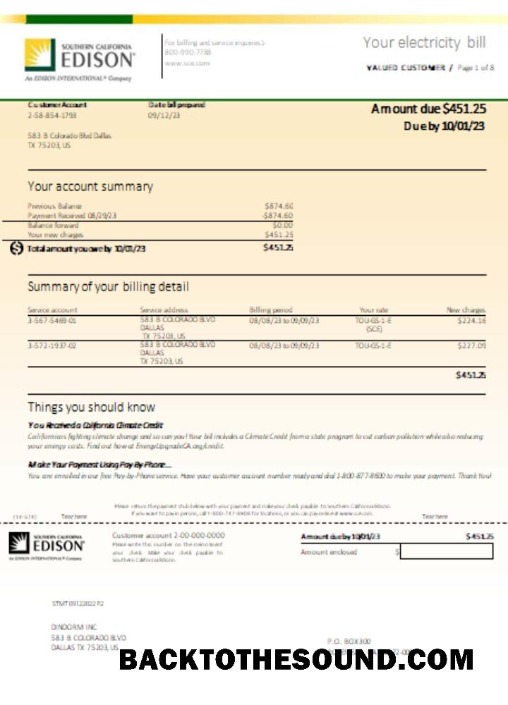 SOUTHERN CALIFORNIA
EDISON
An EDISON INTERNATIONAL® Company
For billing and service inquiries 1-
800-990-7788
www.sce.com
Your electricity bill
VALUED CUSTOMER / Page 1 of 8
Customer Account
2-58-854-1793
Date bill prepared
09/12/23
Amount due $451.25
Due by 10/01/23
583 B Colorado Blvd Dallas
TX 75203, US
Your account summary
Previous Balance $874.60
Payment Received 08/29/23 -$874.60
Balance forward $0.00
Your new charges $451.25
Total amount you owe by 10/01/23 $451.25
Summary of your billing detail
Service account Service address Billing period Your rate New charges
3-567-5469-01 583 B COLORADO BLVD 08/08/23 to 09/09/23 TOU-GS-1-E $224.16
DALLAS (SCE)
TX 75203, US
3-572-1937-02 583 B COLORADO BLVD 08/08/23 to 09/09/23 TOU-GS-1-E $227.09
DALLAS
TX 75203, US
$451.25
Things you should know
You Received a California Climate Credit
California is fighting climate change and so can you! Your bill includes a Climate Credit from a state program to cut carbon pollution while also reducing
your energy costs. Find out how at EnergyUpgradeCA.org/credit.
Make Your Payment Using Pay By Phone...
You are enrolled in our free Pay-by-Phone service. Have your customer account number ready and dial 1-800-877-8600 to make your payment. Thank You!
Please return the payment stub below with your payment and make your check payable to Southern California Edison.
If you want to pay in person, call 1-800-747-8908 for locations, or you can pay online at www.sce.com.
(14-574) Tear here Tear here
SOUTHERN CALIFORNIA
EDISON
An EDISON INTERNATIONAL® Company
Customer account 2-00-000-0000
Please write this number on the memo line of
your check. Make your check payable to
Southern California Edison.
Amount due by 10/01/23 $451.25
Amount enclosed $
STMT 09122022 P2
DINDORM INC
583 B COLORADO BLVD
DALLAS TX 75203, US
P.O. BOX 300
BACKTOTHESOUND.COM